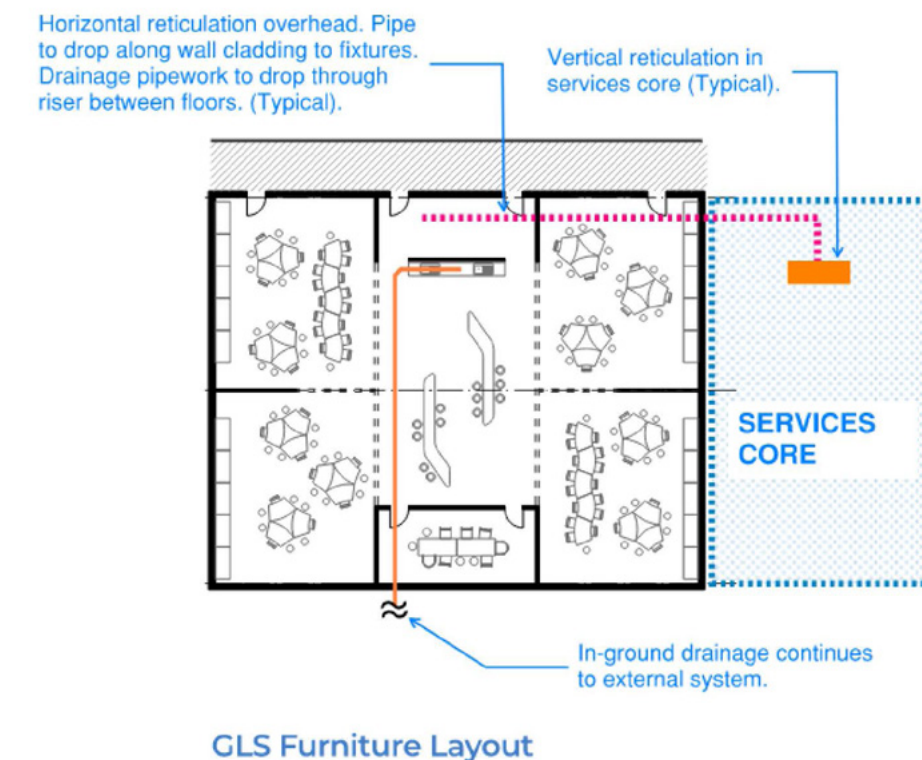 Horizontal reticulation overhead. Pipe
to drop along wall cladding to fixtures.
Drainage pipework to drop through
riser between floors. (Typical).
Vertical reticulation in
services core (Typical).
SERVICES
CORE
In-ground drainage continues
to external system.
GLS Furniture Layout